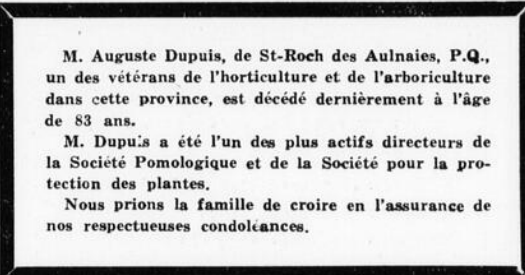 M. Auguste Dupuis, de St-Roch des Aulnaies, P.Q.,
un des vétérans de l'horticulture et de l'arboriculture
dans cette province, est décédé dernièrement à l'âge
de 83 ans.
M. Dupuis a été l'un des plus actifs directeurs de
la Société Pomologique et de la Société pour la pro-
tection des plantes.
Nous prions la famille de croire en l'assurance de
nos respectueuses condoléances.